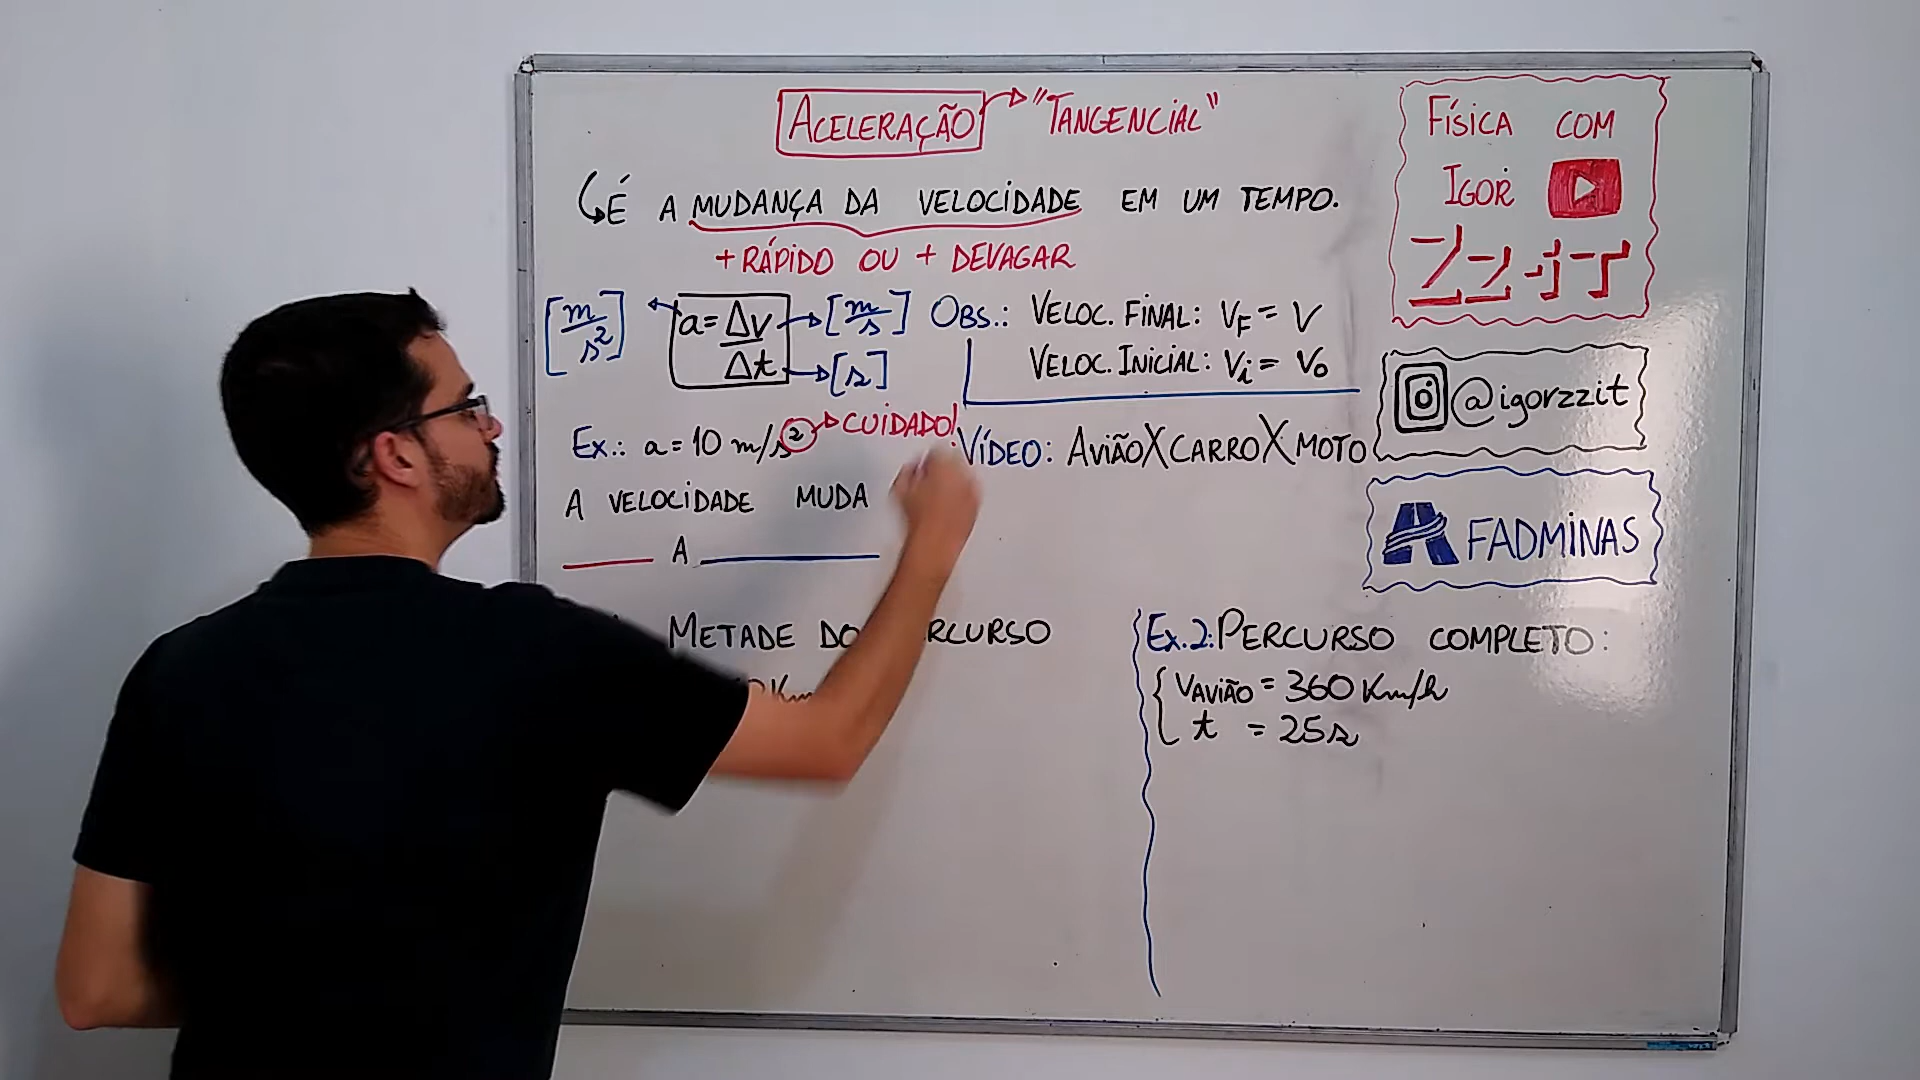 ACELERAÇÃO "TANGENCIAL"
É A MUDANÇA DA VELOCIDADE EM UM TEMPO.
+ RÁPIDO OU + DEVAGAR
[m/s²] a = Δv/Δt [m/s] [s]
OBS.: VELOC. FINAL: VF = V
VELOC. INICIAL: Vi = V0
EX.: a = 10 m/s² CUIDADO!
A VELOCIDADE MUDA
A
VÍDEO: AVIÃO X CARRO X MOTO
METADE DO
EX.2: PERCURSO COMPLETO:
VAVIÃO = 360 Km/h
t = 25s
FÍSICA COM
IGOR
ZZiT
@igorzzit
FADMINAS